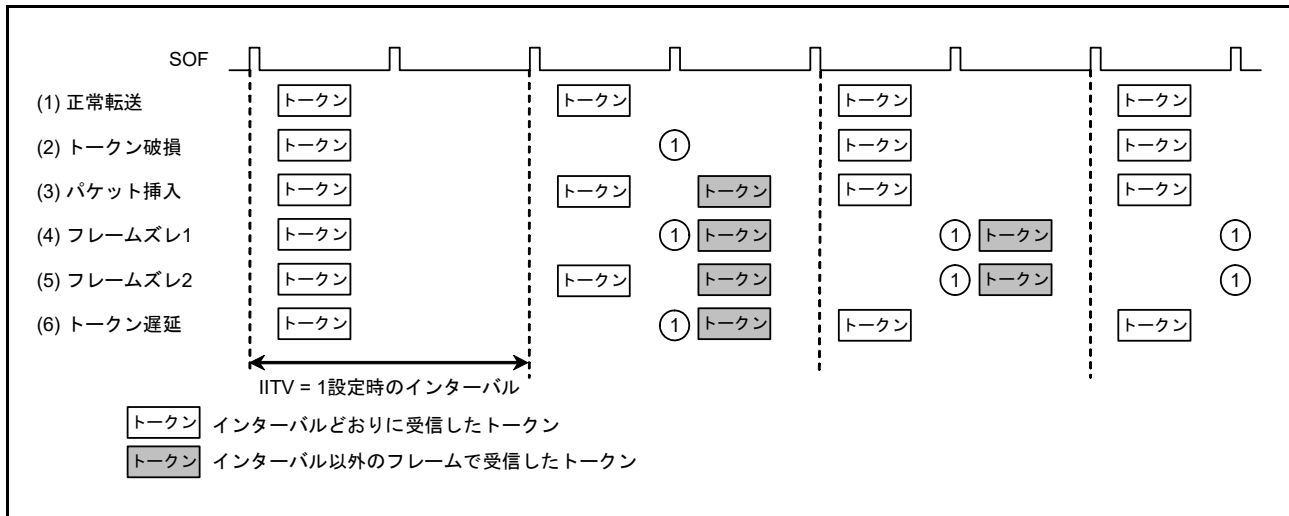 SOF
(1) 正常転送 トークン トークン トークン トークン
(2) トークン破損 トークン 1 トークン トークン
(3) パケット挿入 トークン トークン トークン トークン トークン
(4) フレームズレ1 トークン 1 トークン 1 トークン 1
(5) フレームズレ2 トークン トークン トークン 1 トークン 1
(6) トークン遅延 トークン 1 トークン トークン トークン
IITV = 1設定時のインターバル
トークン インターバルどおりに受信したトークン
トークン インターバル以外のフレームで受信したトークン